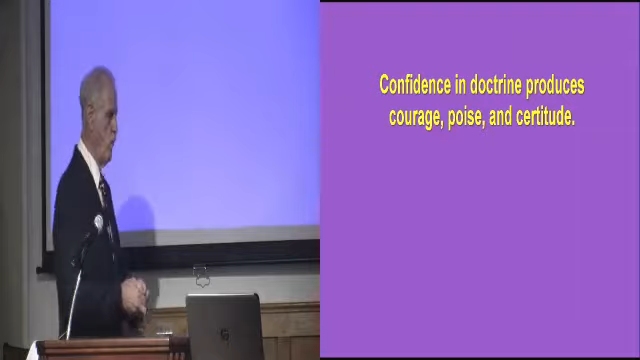 Confidence in doctrine produces
courage, poise, and certitude.